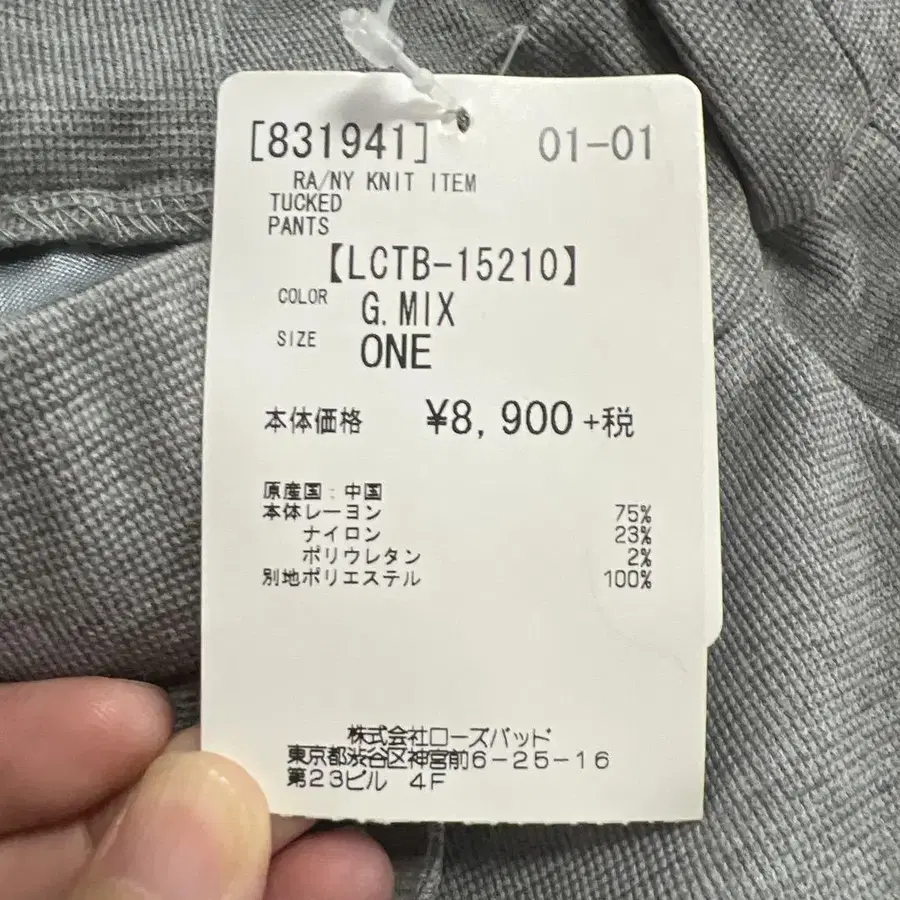 [831941] 01-01
RA/NY KNIT ITEM
TUCKED
PANTS
【LCTB-15210】
COLOR G.MIX
SIZE ONE
本体価格 ¥8,900+税
原産国:中国
本体レーヨン 75%
ナイロン 23%
ポリウレタン 2%
別地ポリエステル 100%
株式会社ローズバッド
東京都渋谷区神宮前6-25-16
第23ビル 4F